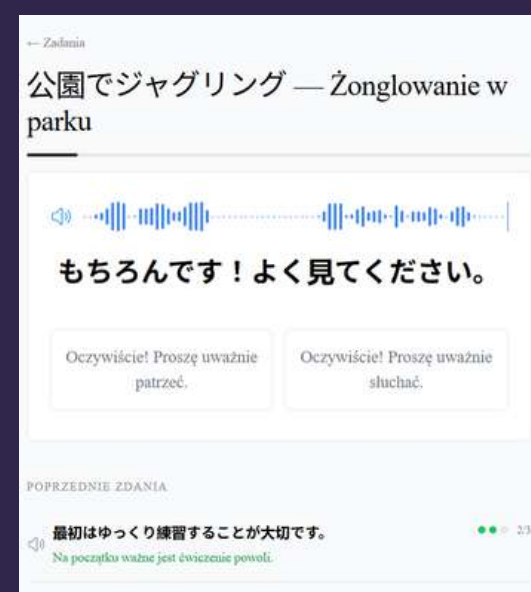 ← Zadania
公園でジャグリング — Żonglowanie w
parku
もちろんです！よく見てください。
Oczywiście! Proszę uważnie
patrzeć.
Oczywiście! Proszę uważnie
słuchać.
POPRZEDNIE ZDANIA
最初はゆっくり練習することが大切です。
2/3
Na początku ważne jest ćwiczenie powoli.